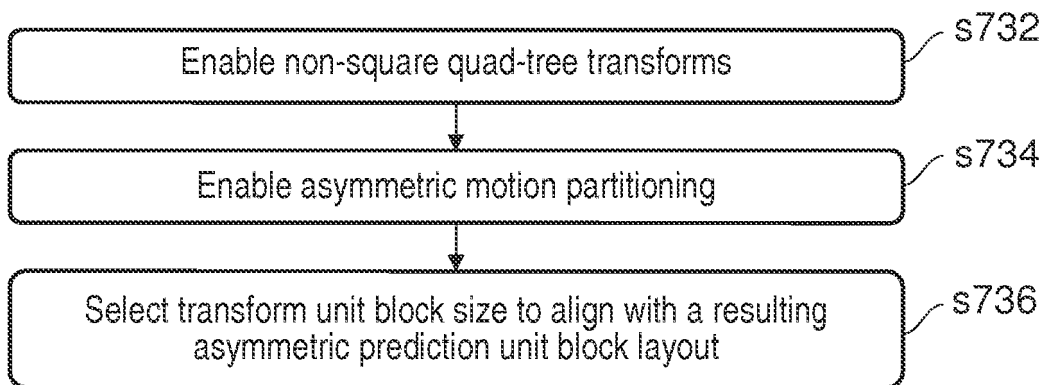 s732
Enable non-square quad-tree transforms
s734
Enable asymmetric motion partitioning
s736
Select transform unit block size to align with a resulting
asymmetric prediction unit block layout